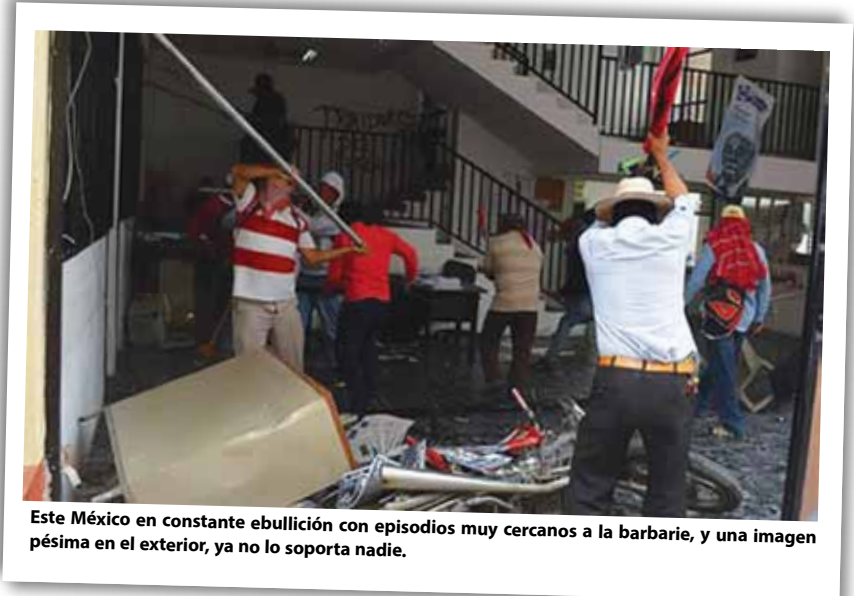 Este México en constante ebullición con episodios muy cercanos a la barbarie, y una imagen
pésima en el exterior, ya no lo soporta nadie.